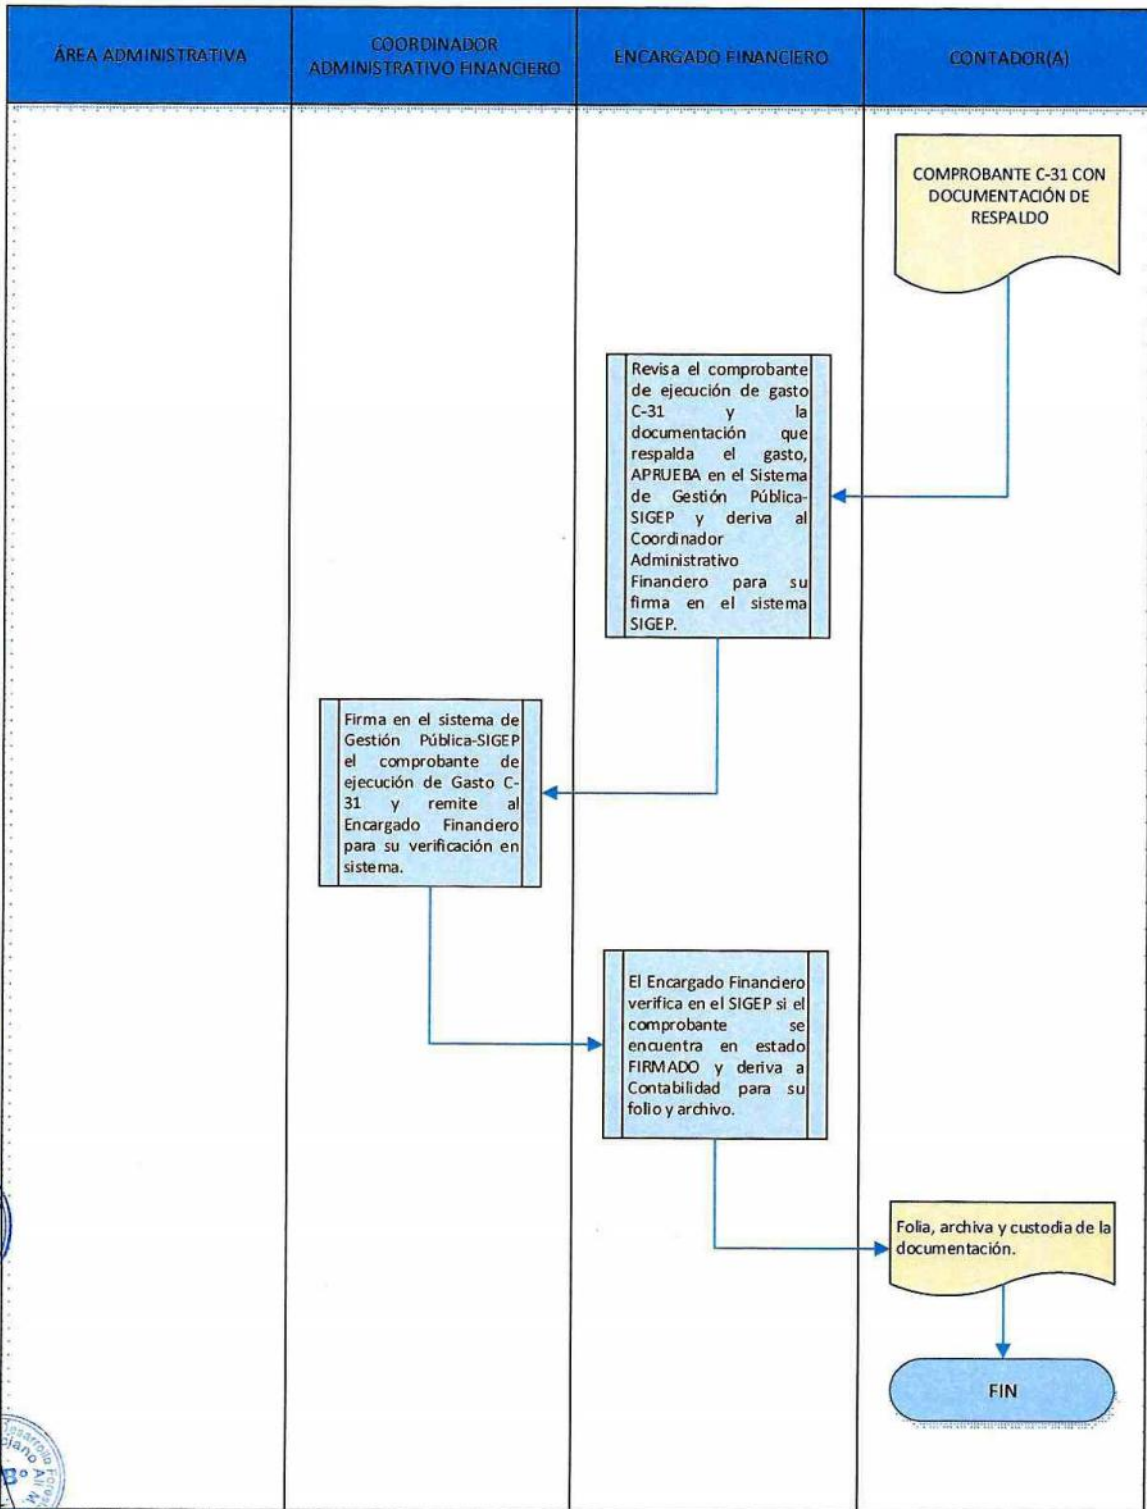 ÁREA ADMINISTRATIVA
COORDINADOR
ADMINISTRATIVO FINANCIERO
ENCARGADO FINANCIERO
CONTADOR(A)
COMPROBANTE C-31 CON
DOCUMENTACIÓN DE
RESPALDO
Revisa el comprobante
de ejecución de gasto
C-31 y la
documentación que
respalda el gasto,
APRUEBA en el Sistema
de Gestión Pública-
SIGEP y deriva al
Coordinador
Administrativo
Financiero para su
firma en el sistema
SIGEP.
Firma en el sistema de
Gestión Pública-SIGEP
el comprobante de
ejecución de Gasto C-
31 y remite al
Encargado Financiero
para su verificación en
sistema.
El Encargado Financiero
verifica en el SIGEP si el
comprobante se
encuentra en estado
FIRMADO y deriva a
Contabilidad para su
folio y archivo.
Folia, archiva y custodia de la
documentación.
FIN
Bº